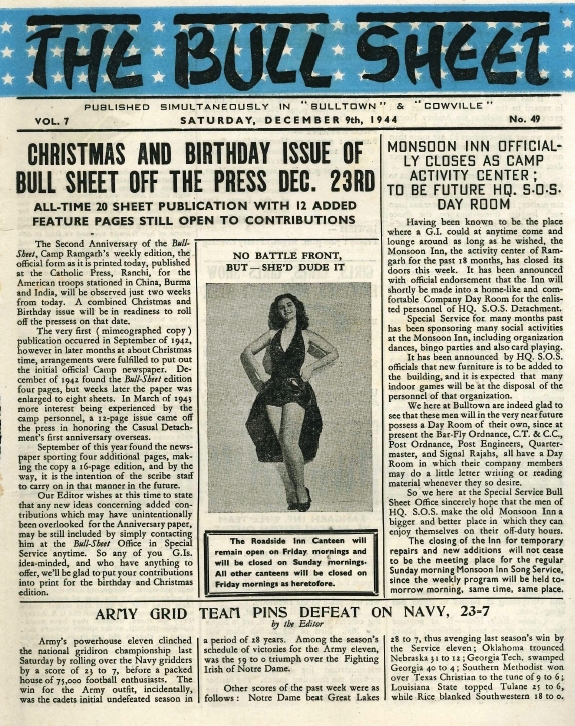 THE BULL SHEET
PUBLISHED SIMULTANEOUSLY IN "BULLTOWN" & "COWVILLE"
VOL. 7 SATURDAY, DECEMBER 9th, 1944 No. 49
CHRISTMAS AND BIRTHDAY ISSUE OF
BULL SHEET OFF THE PRESS DEC. 23RD
ALL-TIME 20 SHEET PUBLICATION WITH 12 ADDED
FEATURE PAGES STILL OPEN TO CONTRIBUTIONS
The Second Anniversary of the Bull-
Sheet, Camp Ramgarh's weekly edition, the
official form as it is printed today, published
at the Catholic Press, Ranchi, for the
American troops stationed in China, Burma
and India, will be observed just two weeks
from today. A combined Christmas and
Birthday issue will be in readiness to roll
off the pressess on that date.
The very first (mimeographed copy)
publication occurred in September of 1942,
however in later months at about Christmas
time, arrangements were fulfilled to put out
the initial official Camp newspaper. De-
cember of 1942 found the Bull-Sheet edition
four pages, but weeks later the paper was
enlarged to eight sheets. In March of 1943
more interest being experienced by the
camp personnel, a 12-page issue came off
the press in honoring the Casual Detach-
ment's first anniversary overseas.
September of this year found the news-
paper sporting four additional pages, mak-
ing the copy a 16-page edition, and by the
way, it is the intention of the scribe staff
to carry on in that manner in the future.
Our Editor wishes at this time to state
that any new ideas concerning added con-
tributions which may have unintentionally
been overlooked for the Anniversary paper,
may be still included by simply contacting
him at the Bull-Sheet Office in Special
Service anytime. So any of you G.Is.
idea-minded, and who have anything to
offer, we'll be glad to put your contributions
into print for the birthday and Christmas
edition.
NO BATTLE FRONT,
BUT—SHE'D DUDE IT
The Roadside Inn Canteen will
remain open on Friday mornings and
will be closed on Sunday mornings.
All other canteens will be closed on
Friday mornings as heretofore.
MONSOON INN OFFICIAL-
LY CLOSES AS CAMP
ACTIVITY CENTER;
TO BE FUTURE HQ. S.O.S.
DAY ROOM
Having been known to be the place
where a G.I. could at anytime come and
lounge around as long as he wished, the
Monsoon Inn, the activity center of Ram-
garh for the past 18 months, has closed its
doors this week. It has been announced
with official endorsement that the Inn will
shortly be made into a home-like and com-
fortable Company Day Room for the enlis-
ted personnel of HQ. S.O.S. Detachment.
Special Service for many months past
has been sponsoring many social activities
at the Monsoon Inn, including organization
dances, bingo parties and also card playing.
It has been announced by HQ. S.O.S.
officials that new furniture is to be added to
the building, and it is expected that many
indoor games will be at the disposal of the
personnel of that organization.
We here at Bulltown are indeed glad to
see that these men will in the very near future
possess a Day Room of their own, since at
present the Bar-Fly Ordnance, C.T. & C.C.,
Post Ordnance, Post Engineers, Quarter-
master, and Signal Rajahs, all have a Day
Room in which their company members
may do a little letter writing or reading
material whenever they so desire.
So we here at the Special Service Bull
Sheet Office sincerely hope that the men of
HQ. S.O.S. make the old Monsoon Inn a
bigger and better place in which they can
enjoy themselves on their off-duty hours.
The closing of the Inn for temporary
repairs and new additions will not cease
to be the meeting place for the regular
Sunday morning Monsoon Inn Song Service,
since the weekly program will be held to-
morrow morning, same time, same place.
ARMY GRID TEAM PINS DEFEAT ON NAVY, 23-7
by the Editor
Army's powerhouse eleven clinched
the national gridiron championship last
Saturday by rolling over the Navy gridders
by a score of 23 to 7, before a packed
house of 75,000 football enthusiasts. The
win for the Army outfit, incidentally,
was the cadets initial undefeated season in
a period of 28 years. Among the season's
schedule of victories for the Army eleven,
was the 59 to 0 triumph over the Fighting
Irish of Notre Dame.
Other scores of the past week were as
follows: Notre Dame beat Great Lakes
28 to 7, thus avenging last season's win by
the Service eleven; Oklahoma trounced
Nebraska 31 to 12; Georgia Tech, swamped
Georgia 40 to 4; Southern Methodist won
over Texas Christian to the tune of 9 to 6;
Louisiana State topped Tulane 25 to 6,
while Rice blanked Southwestern 18 to 0.